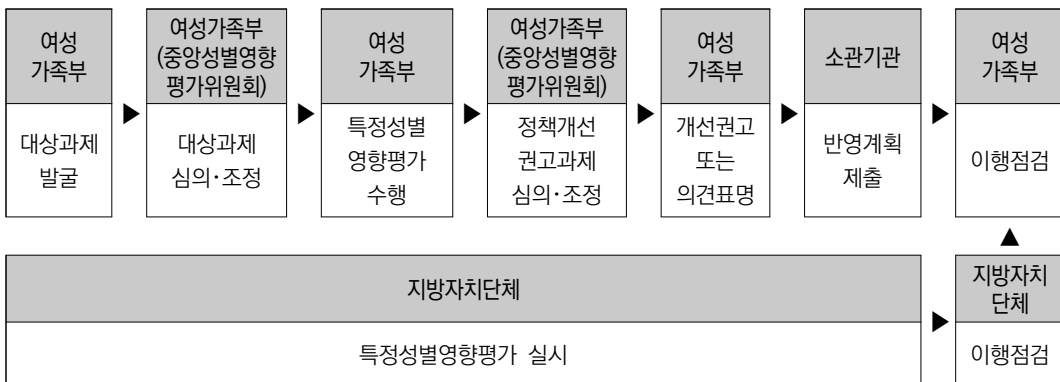 여성
가족부
대상과제
발굴
▶
여성가족부
(중앙성별영향
평가위원회)
대상과제
심의·조정
▶
여성
가족부
특정성별
영향평가
수행
▶
여성가족부
(중앙성별영향
평가위원회)
정책개선
권고과제
심의·조정
▶
여성
가족부
개선권고
또는
의견표명
▶
소관기관
반영계획
제출
▶
여성
가족부
이행점검
▲
지방자치단체
특정성별영향평가 실시
▶
지방자치
단체
이행점검